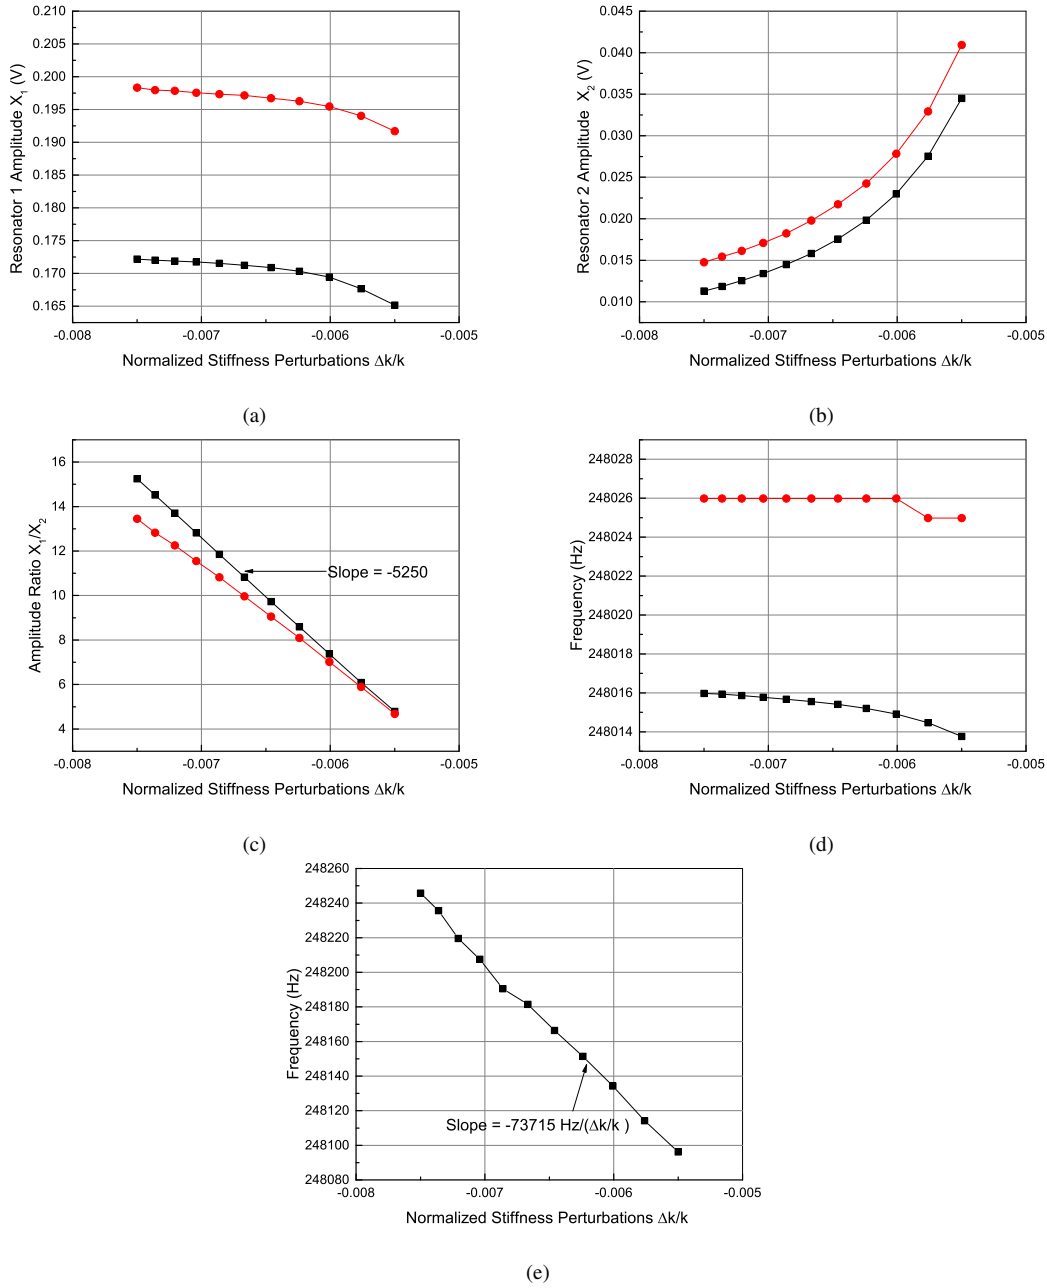 0.210
0.205
0.200
0.195
0.190
0.185
0.180
0.175
0.170
0.165
Resonator 1 Amplitude X1 (V)
-0.008 -0.007 -0.006 -0.005
Normalized Stiffness Perturbations Δk/k
(a)
0.045
0.040
0.035
0.030
0.025
0.020
0.015
0.010
Resonator 2 Amplitude X2 (V)
-0.008 -0.007 -0.006 -0.005
Normalized Stiffness Perturbations Δk/k
(b)
16
14
12
10
8
6
4
Amplitude Ratio X1/X2
Slope = -5250
-0.008 -0.007 -0.006 -0.005
Normalized Stiffness Perturbations Δk/k
(c)
248028
248026
248024
248022
248020
248018
248016
248014
Frequency (Hz)
-0.008 -0.007 -0.006 -0.005
Normalized Stiffness Perturbations Δk/k
(d)
248260
248240
248220
248200
248180
248160
248140
248120
248100
248080
Frequency (Hz)
Slope = -73715 Hz/(Δk/k )
-0.008 -0.007 -0.006 -0.005
Normalized Stiffness Perturbations Δk/k
(e)